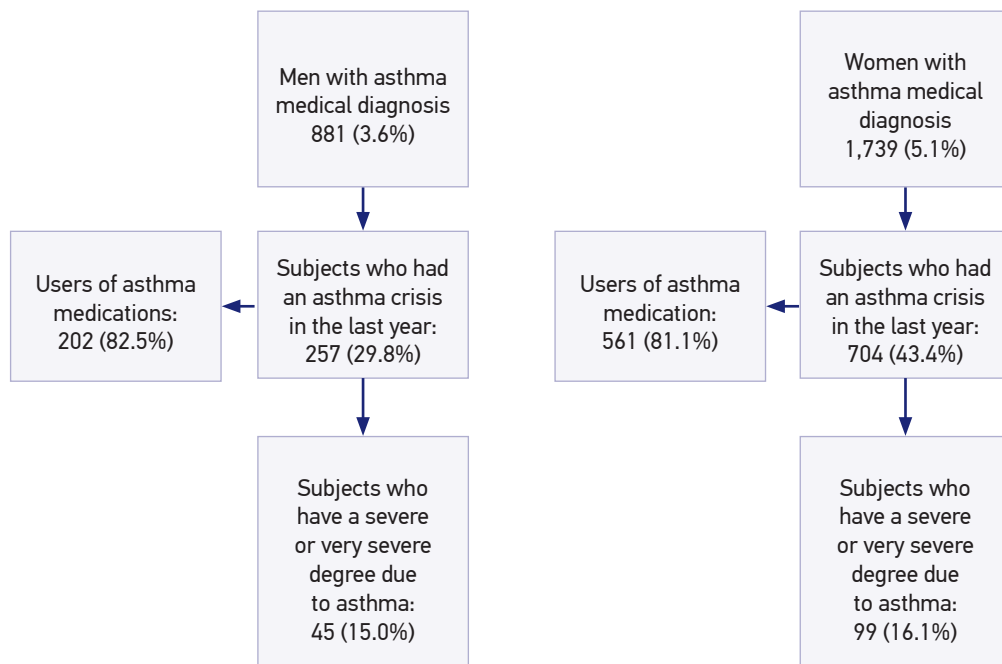 Men with asthma
medical diagnosis
881 (3.6%)
Women with
asthma medical
diagnosis
1,739 (5.1%)
Users of asthma
medications:
202 (82.5%)
Subjects who had
an asthma crisis
in the last year:
257 (29.8%)
Users of asthma
medication:
561 (81.1%)
Subjects who had
an asthma crisis
in the last year:
704 (43.4%)
Subjects who
have a severe
or very severe
degree due
to asthma:
45 (15.0%)
Subjects who
have a severe
or very severe
degree due
to asthma:
99 (16.1%)